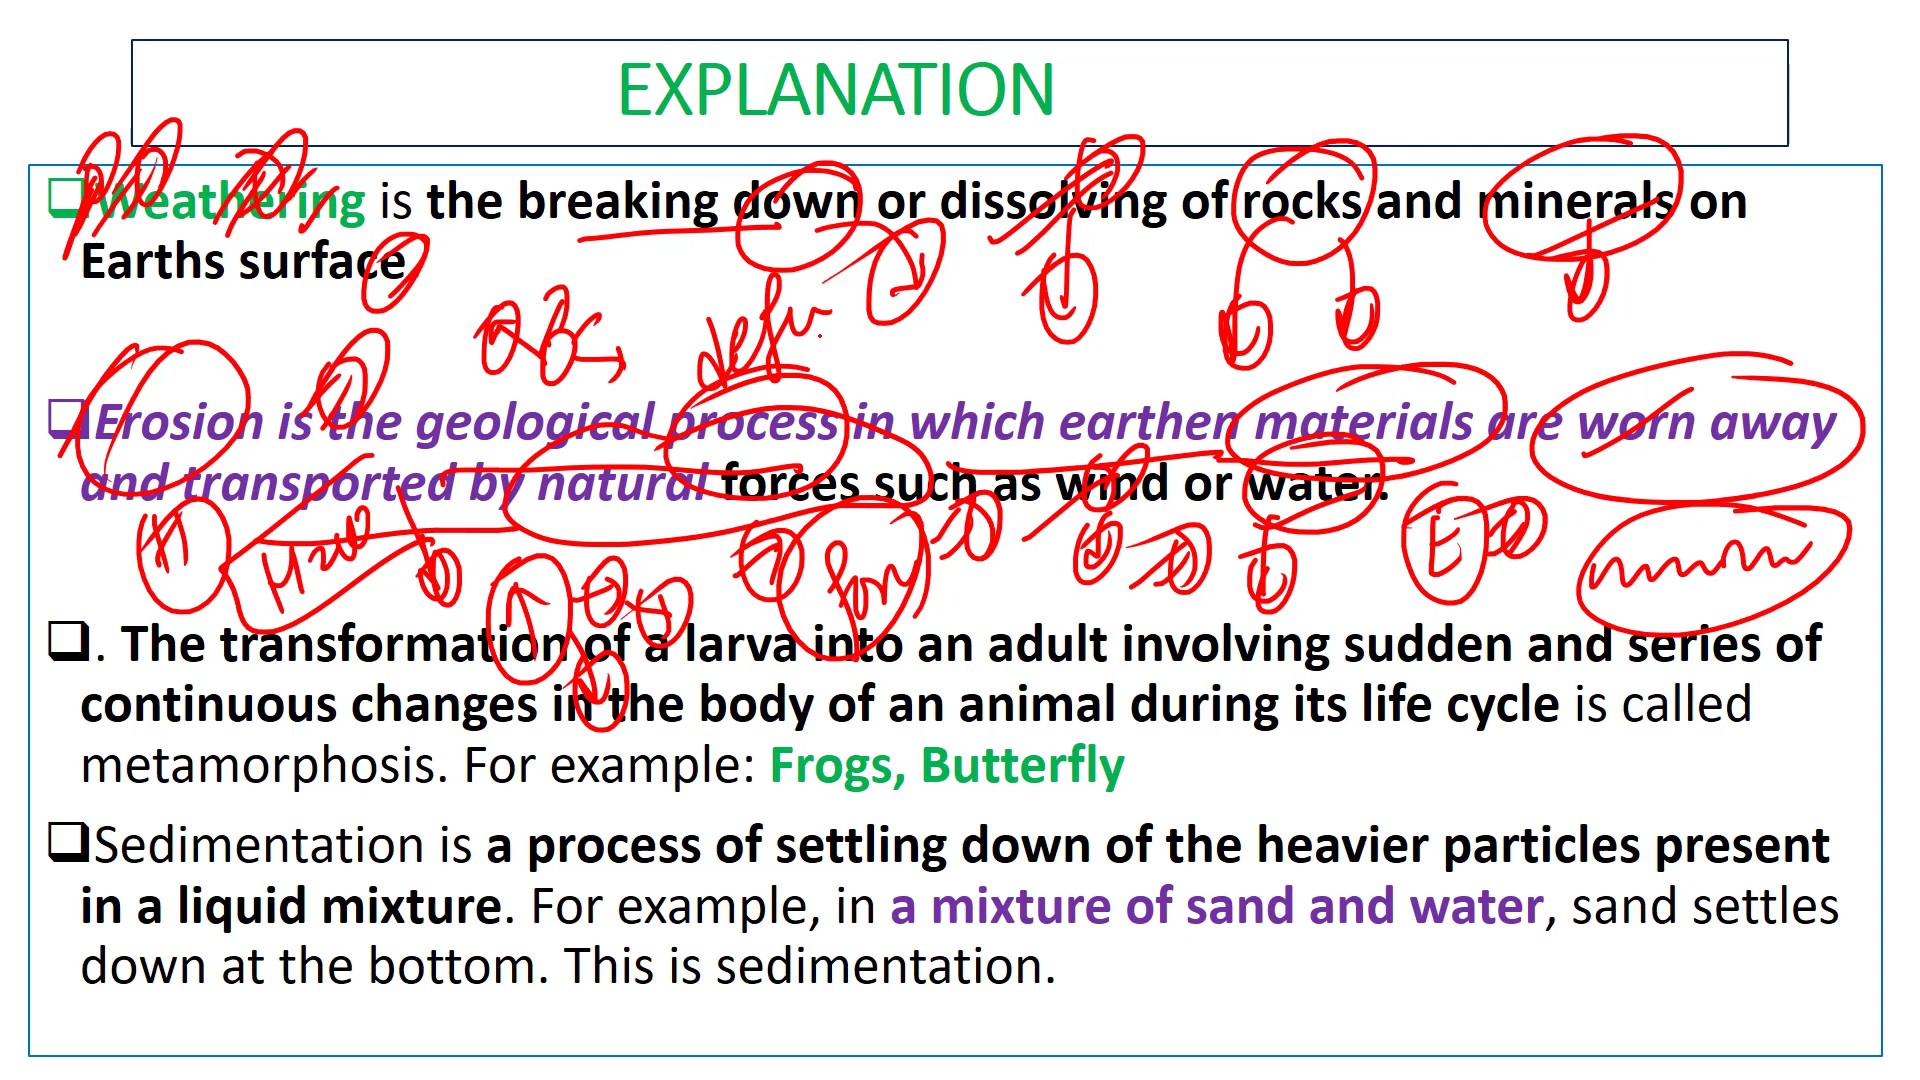 EXPLANATION
Weathering is the breaking down or dissolving of rocks and minerals on
Earths surface
Erosion is the geological process in which earthen materials are worn away
and transported by natural forces such as wind or water.
. The transformation of a larva into an adult involving sudden and series of
continuous changes in the body of an animal during its life cycle is called
metamorphosis. For example: Frogs, Butterfly
Sedimentation is a process of settling down of the heavier particles present
in a liquid mixture. For example, in a mixture of sand and water, sand settles
down at the bottom. This is sedimentation.